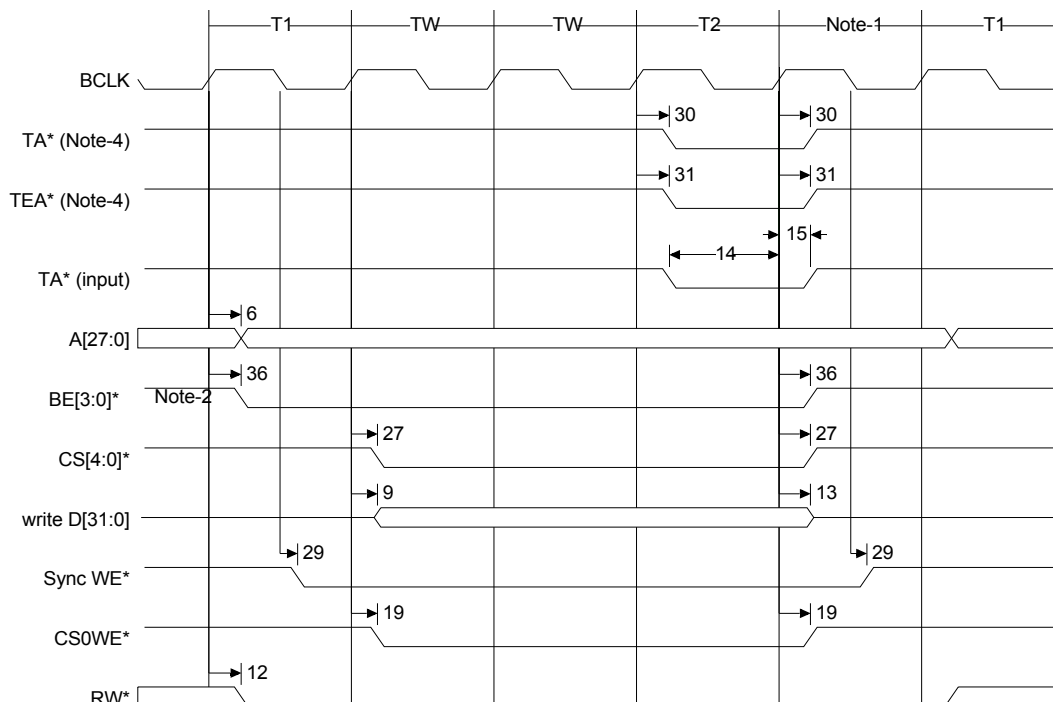 T1 TW TW T2 Note-1 T1
BCLK
30 30
TA* (Note-4)
31 31
TEA* (Note-4)
15
14
TA* (input)
6
A[27:0]
36 36
BE[3:0]* Note-2
27 27
CS[4:0]*
9 13
write D[31:0]
29 29
Sync WE*
19 19
CS0WE*
12
RW*